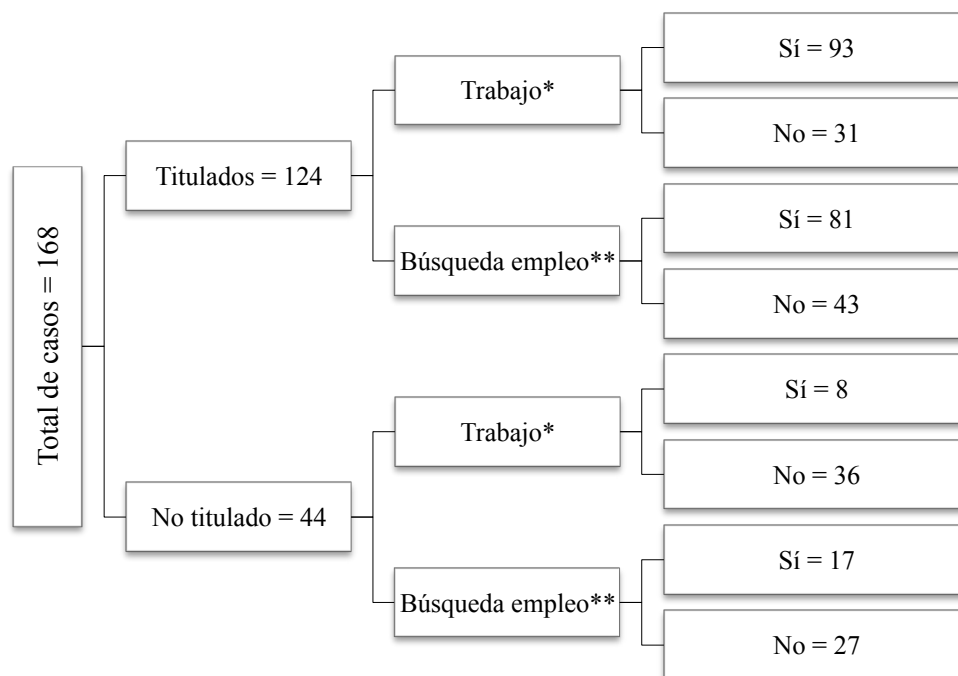 Total de casos = 168
Titulados = 124
Trabajo*
Sí = 93
No = 31
Búsqueda empleo**
Sí = 81
No = 43
No titulado = 44
Trabajo*
Sí = 8
No = 36
Búsqueda empleo**
Sí = 17
No = 27